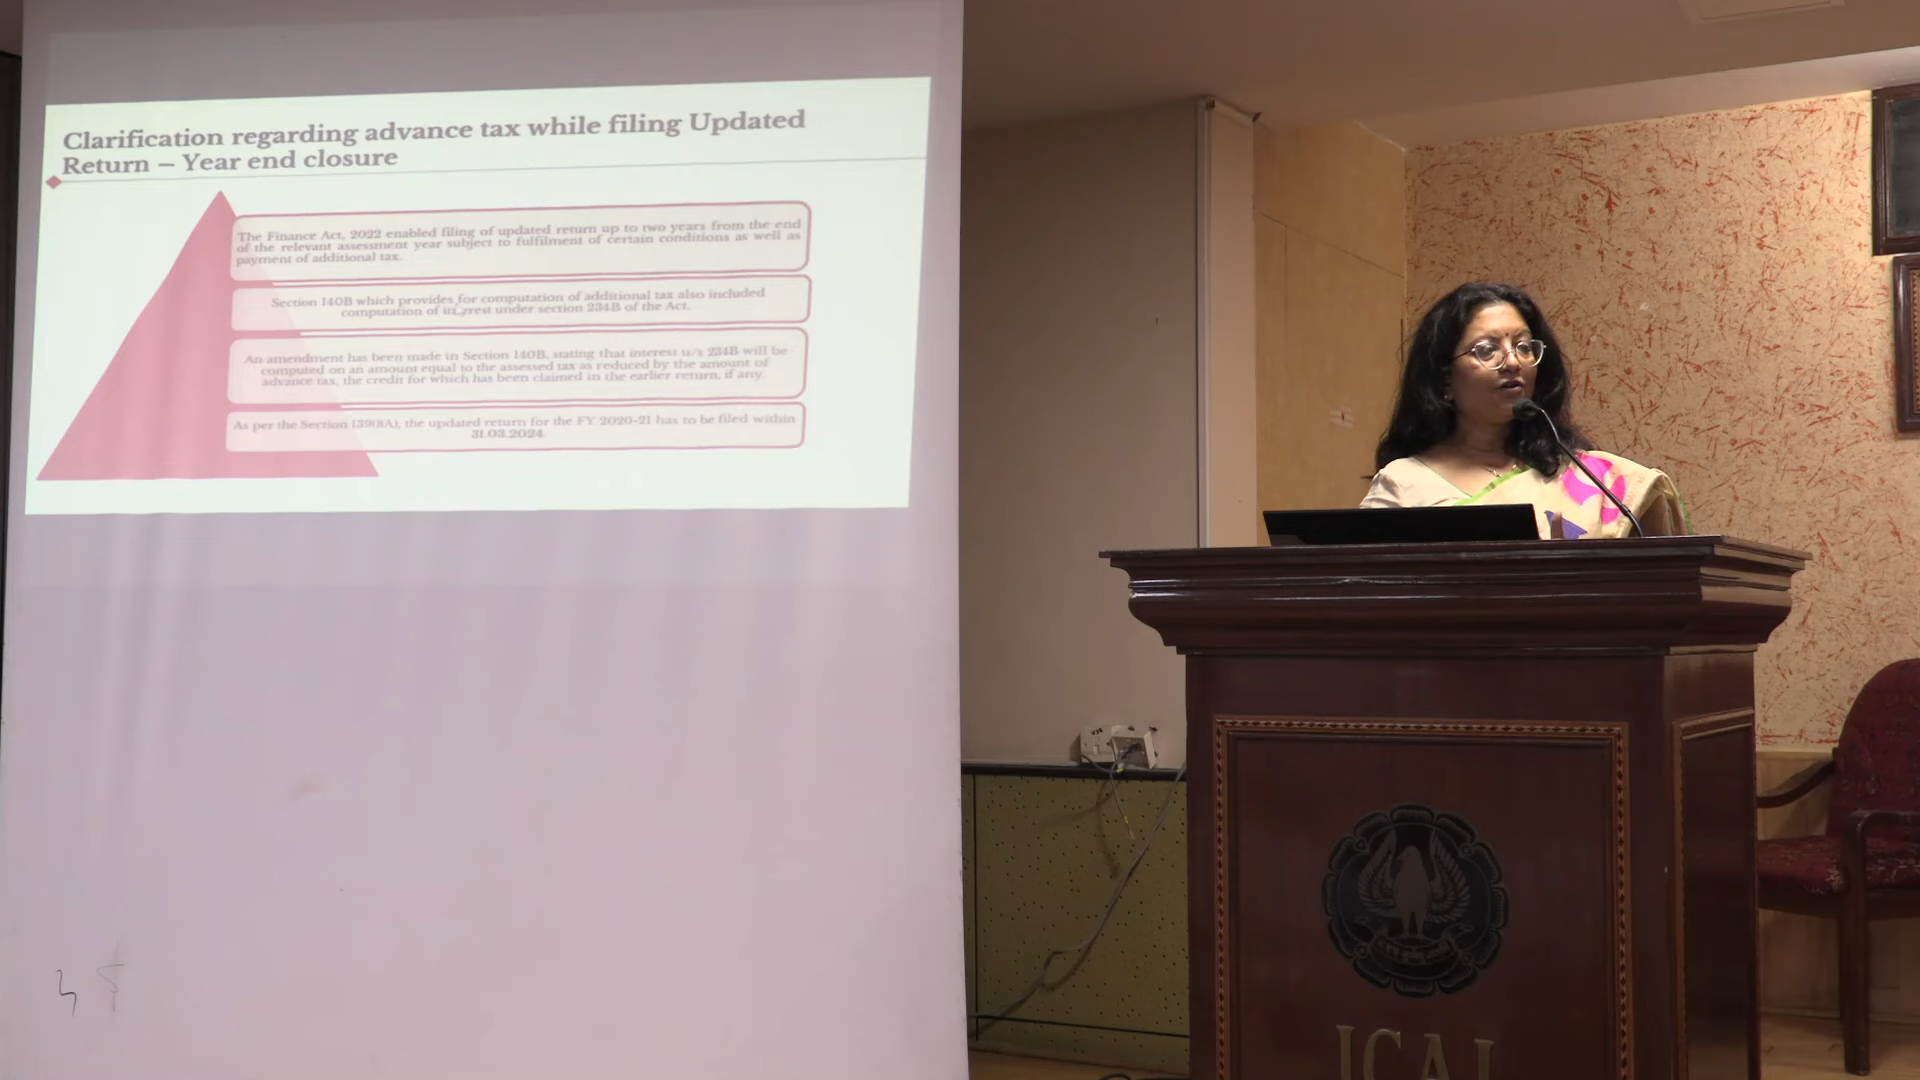 Clarification regarding advance tax while filing Updated
Return – Year end closure
The Finance Act, 2022 enabled filing of updated return up to two years from the end
of the relevant assessment year subject to fulfilment of certain conditions as well as
payment of additional tax.
Section 140B which provides for computation of additional tax also included
computation of interest under section 234B of the Act.
An amendment has been made in Section 140B, stating that interest u/s 234B will be
computed on an amount equal to the assessed tax as reduced by the amount of
advance tax, the credit for which has been claimed in the earlier return, if any.
As per the Section 139(8A), the updated return for the FY 2020-21 has to be filed within
31.03.2024.
ICAI